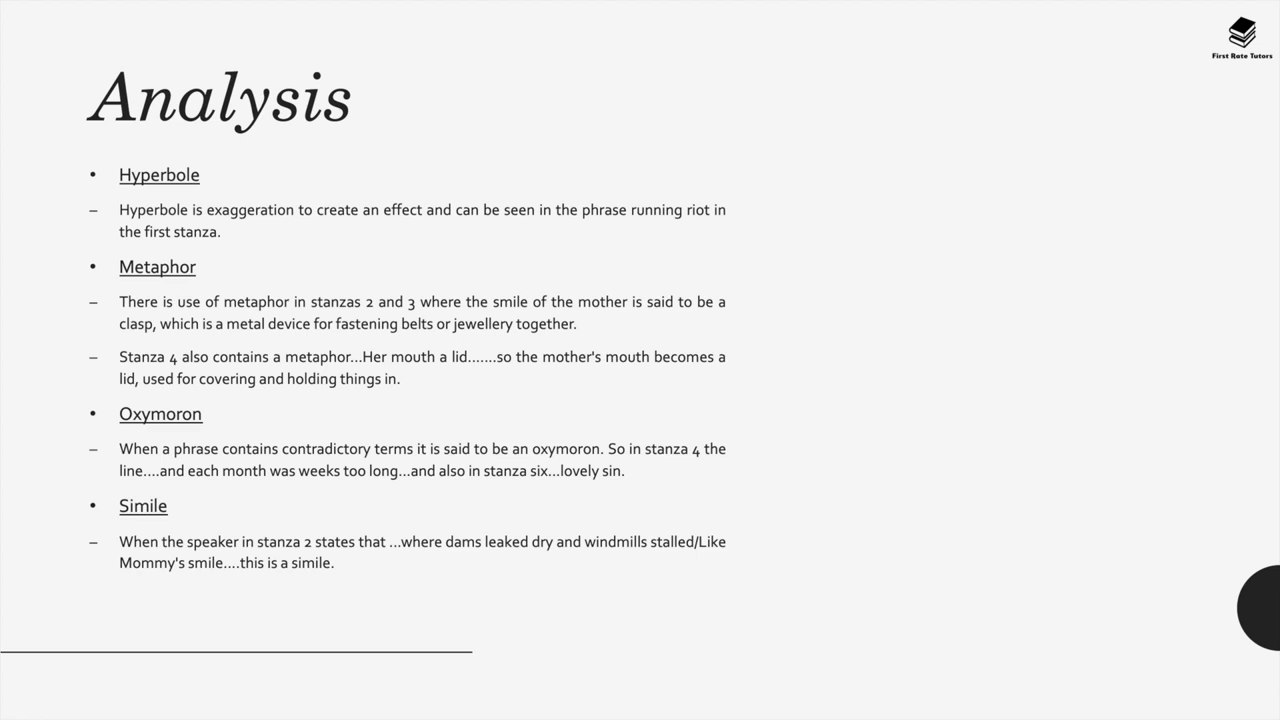 First Rate Tutors
Analysis
• Hyperbole
– Hyperbole is exaggeration to create an effect and can be seen in the phrase running riot in
the first stanza.
• Metaphor
– There is use of metaphor in stanzas 2 and 3 where the smile of the mother is said to be a
clasp, which is a metal device for fastening belts or jewellery together.
– Stanza 4 also contains a metaphor...Her mouth a lid.......so the mother's mouth becomes a
lid, used for covering and holding things in.
• Oxymoron
– When a phrase contains contradictory terms it is said to be an oxymoron. So in stanza 4 the
line....and each month was weeks too long...and also in stanza six...lovely sin.
• Simile
– When the speaker in stanza 2 states that ...where dams leaked dry and windmills stalled/Like
Mommy's smile....this is a simile.